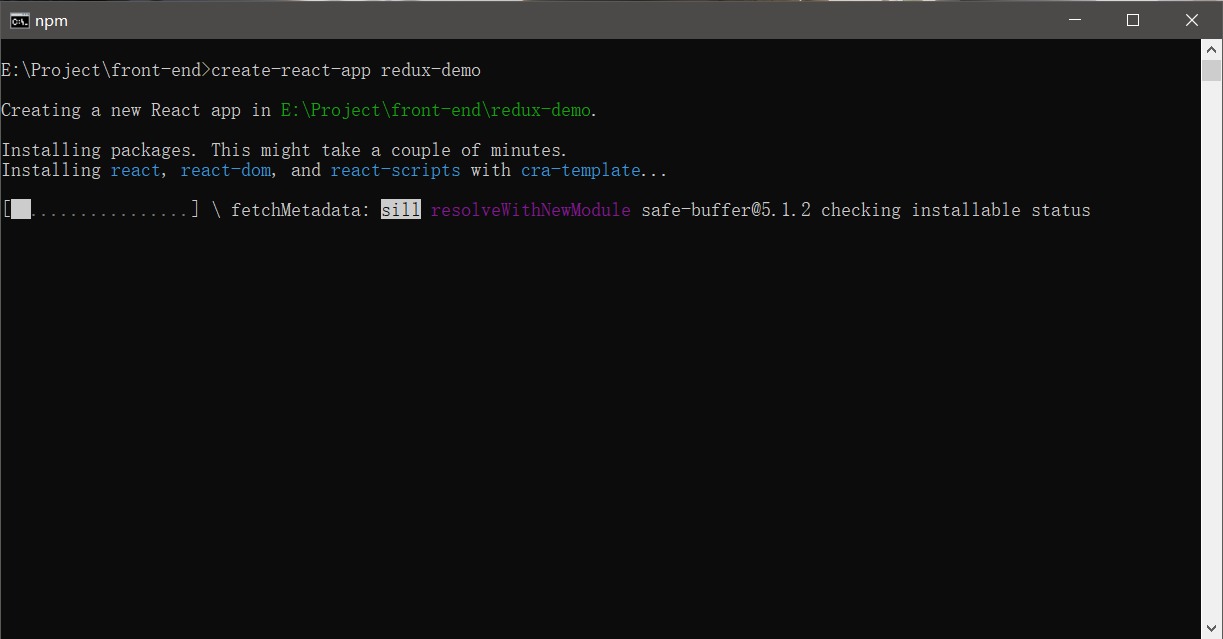 npm
E:\Project\front-end>create-react-app redux-demo
Creating a new React app in E:\Project\front-end\redux-demo.
Installing packages. This might take a couple of minutes.
Installing react, react-dom, and react-scripts with cra-template...
[██................] \ fetchMetadata: sill resolveWithNewModule safe-buffer@5.1.2 checking installable status